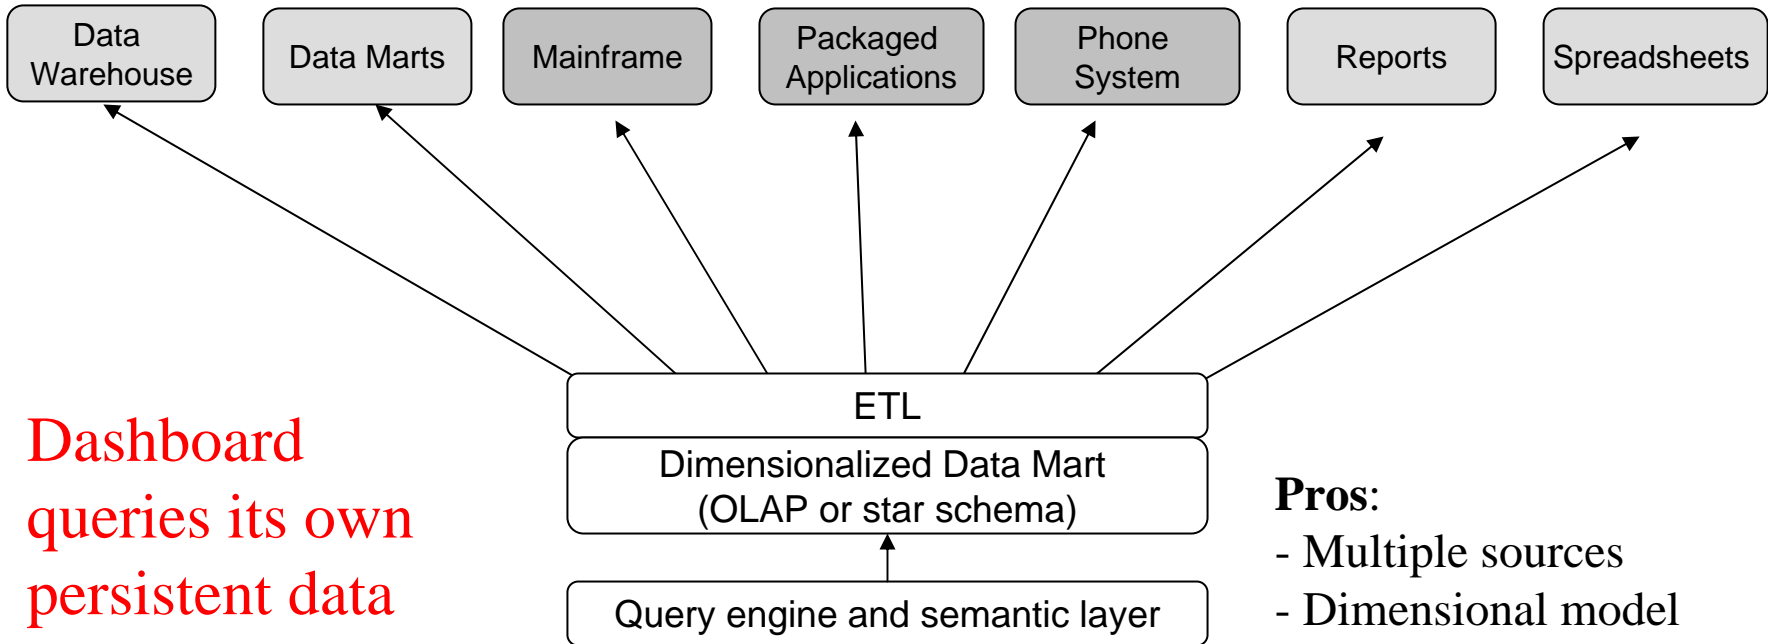 Data
Warehouse
Data Marts
Mainframe
Packaged
Applications
Phone
System
Reports
Spreadsheets
ETL
Dimensionalized Data Mart
(OLAP or star schema)
Query engine and semantic layer
Dashboard
queries its own
persistent data
Pros:
- Multiple sources
- Dimensional model